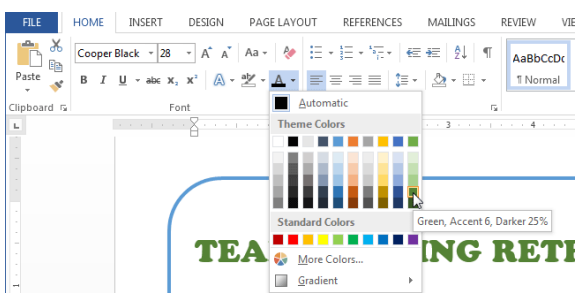 FILE HOME INSERT DESIGN PAGE LAYOUT REFERENCES MAILINGS REVIEW VIE
Cooper Black 28 A A Aa
AaBbCcDc
Paste B I U abc X₂ X² A A ¶ Normal
Clipboard Font
Automatic
Theme Colors
3 4
Green, Accent 6, Darker 25%
Standard Colors
TEA ING RET
More Colors...
Gradient